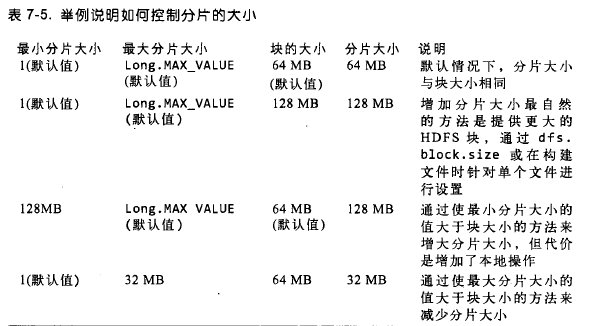 表 7-5. 举例说明如何控制分片的大小
最小分片大小 最大分片大小 块的大小 分片大小 说明
1(默认值) Long.MAX_VALUE 64 MB 64 MB 默认情况下，分片大小
(默认值) (默认值) 与块大小相同
1(默认值) Long.MAX_VALUE 128 MB 128 MB 增加分片大小最自然
(默认值) 的方法是提供更大的
HDFS 块，通过 dfs.
block.size 或在构建
文件时针对单个文件进
行设置
128MB Long.MAX VALUE 64 MB 128 MB 通过使最小分片大小的
(默认值) (默认值) 值大于块大小的方法来
增大分片大小，但代价
是增加了本地操作
1(默认值) 32 MB 64 MB 32 MB 通过使最大分片大小的
值大于块大小的方法来
减少分片大小